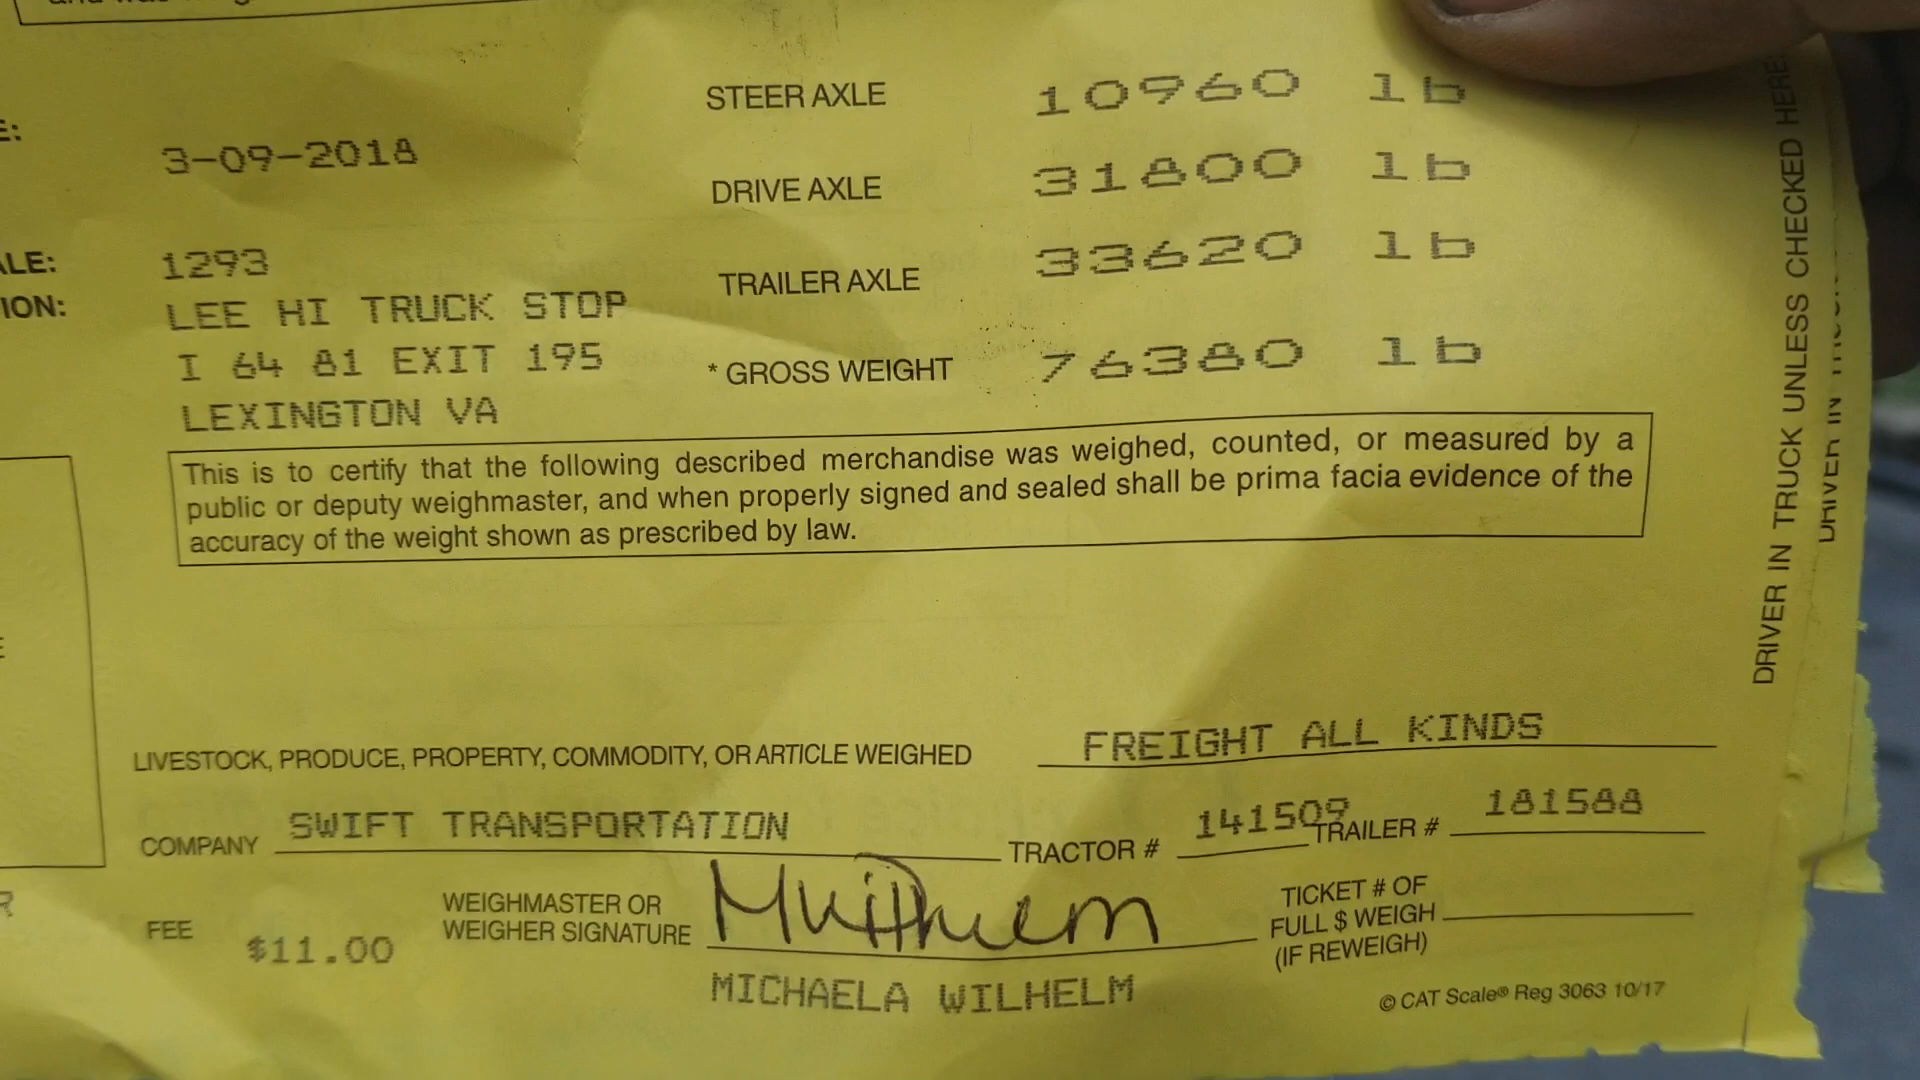 STEER AXLE 10960 lb
3-09-2018
DRIVE AXLE 31800 lb
1293
TRAILER AXLE 33620 lb
LEE HI TRUCK STOP
I 64 81 EXIT 195
* GROSS WEIGHT 76380 lb
LEXINGTON VA
This is to certify that the following described merchandise was weighed, counted, or measured by a
public or deputy weighmaster, and when properly signed and sealed shall be prima facia evidence of the
accuracy of the weight shown as prescribed by law.
LIVESTOCK, PRODUCE, PROPERTY, COMMODITY, OR ARTICLE WEIGHED FREIGHT ALL KINDS
COMPANY SWIFT TRANSPORTATION TRACTOR # 141509 TRAILER # 181588
FEE $11.00
WEIGHMASTER OR
WEIGHER SIGNATURE
MICHAELA WILHELM
TICKET # OF
FULL $ WEIGH
(IF REWEIGH)
© CAT Scale® Reg 3063 10/17
DRIVER IN TRUCK UNLESS CHECKED HERE
DRIVER IN